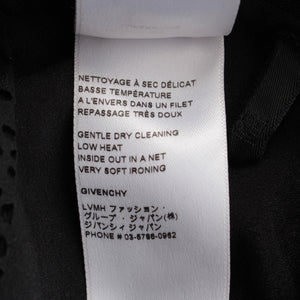 NETTOYAGE À SEC DÉLICAT
BASSE TEMPÉRATURE
A L'ENVERS DANS UN FILET
REPASSAGE TRÈS DOUX
GENTLE DRY CLEANING
LOW HEAT
INSIDE OUT IN A NET
VERY SOFT IRONING
GIVENCHY
LVMH ファッション・
グループ・ジャパン(株)
ジバンシィ ジャパン
PHONE # 03-5796-0962